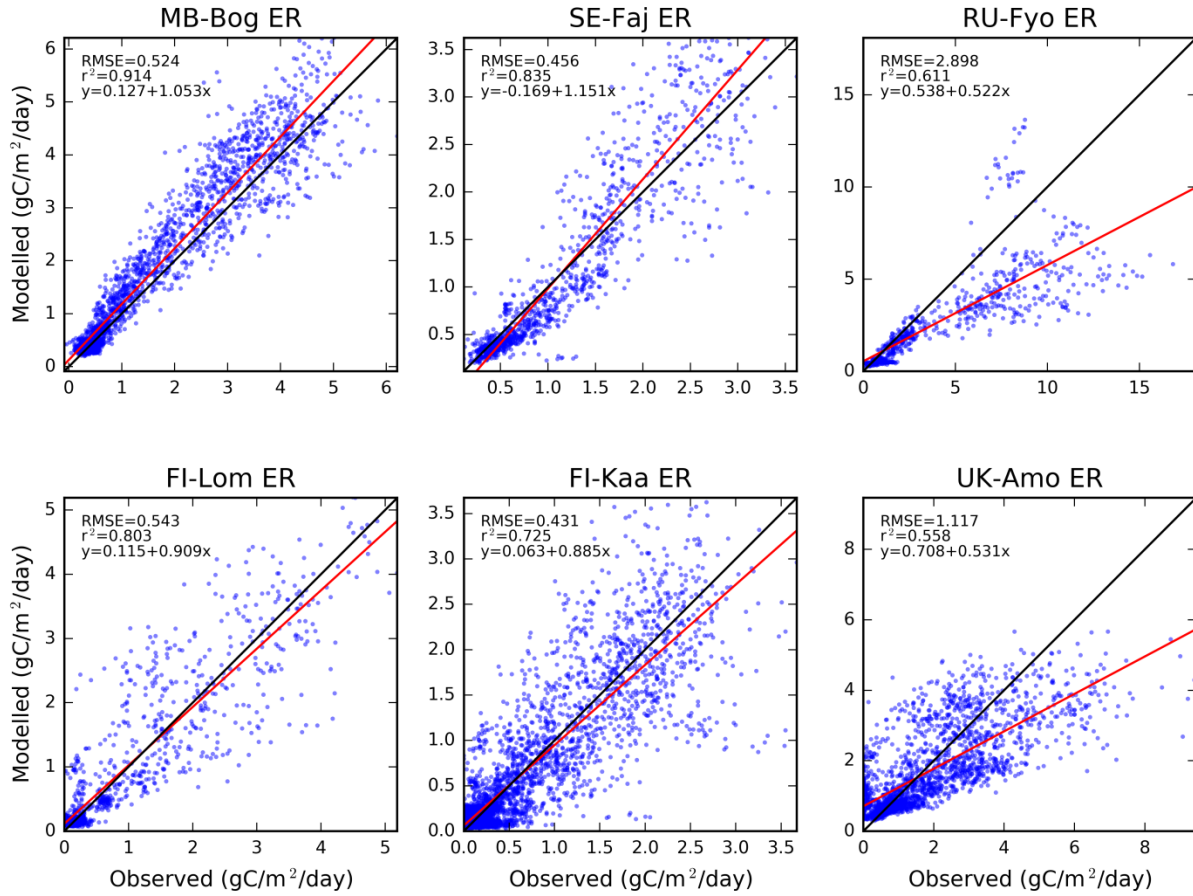 MB-Bog ER
RMSE=0.524
r²=0.914
y=0.127+1.053x
Modelled (gC/m²/day)
6
5
4
3
2
1
0
0 1 2 3 4 5 6
SE-Faj ER
RMSE=0.456
r²=0.835
y=-0.169+1.151x
3.5
3.0
2.5
2.0
1.5
1.0
0.5
0.5 1.0 1.5 2.0 2.5 3.0 3.5
RU-Fyo ER
RMSE=2.898
r²=0.611
y=0.538+0.522x
15
10
5
0
0 5 10 15
FI-Lom ER
RMSE=0.543
r²=0.803
y=0.115+0.909x
Modelled (gC/m²/day)
5
4
3
2
1
0
0 1 2 3 4 5
Observed (gC/m²/day)
FI-Kaa ER
RMSE=0.431
r²=0.725
y=0.063+0.885x
3.5
3.0
2.5
2.0
1.5
1.0
0.5
0.0
0.0 0.5 1.0 1.5 2.0 2.5 3.0 3.5
Observed (gC/m²/day)
UK-Amo ER
RMSE=1.117
r²=0.558
y=0.708+0.531x
8
6
4
2
0
0 2 4 6 8
Observed (gC/m²/day)